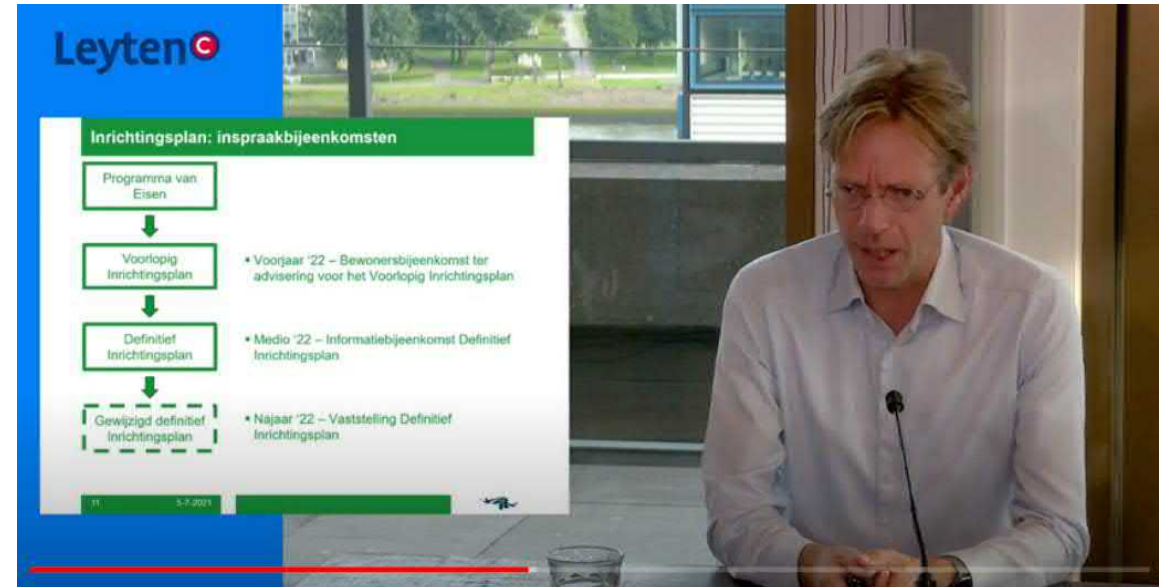 Leyten
Inrichtingsplan: inspraakbijeenkomsten
Programma van
Eisen
Voorlopig
Inrichtingsplan
▪ Voorjaar '22 – Bewonersbijeenkomst ter
advisering voor het Voorlopig Inrichtingsplan
Definitief
Inrichtingsplan
▪ Medio '22 – Informatiebijeenkomst Definitief
Inrichtingsplan
Gewijzigd definitief
Inrichtingsplan
▪ Najaar '22 – Vaststelling Definitief
Inrichtingsplan
11 5-7-2021